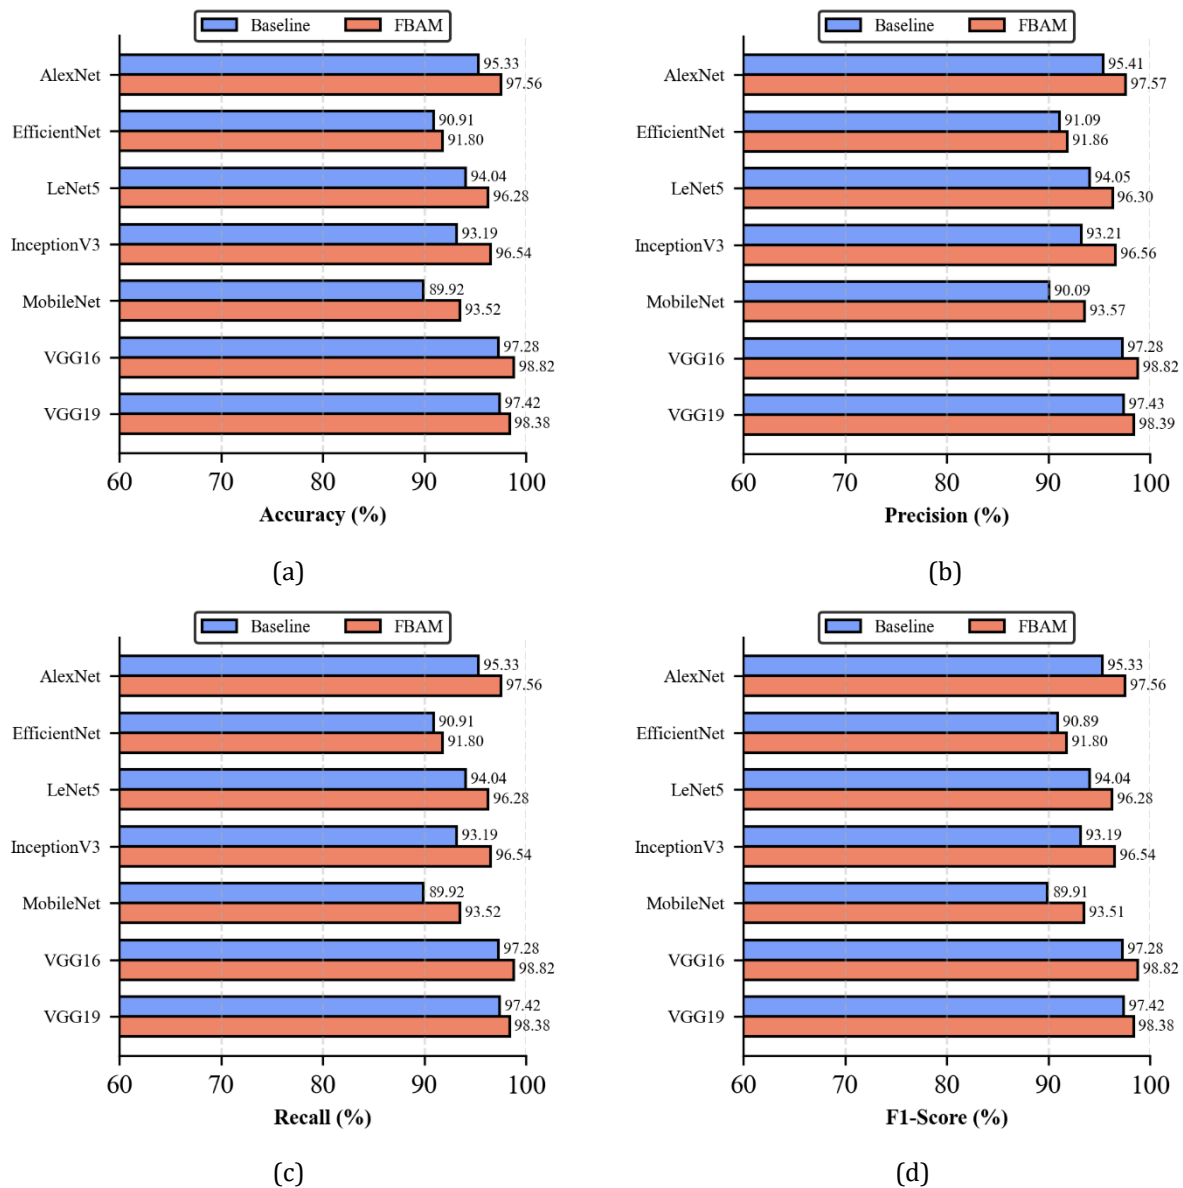 Baseline FBAM
AlexNet 95.33
97.56
EfficientNet 90.91
91.80
LeNet5 94.04
96.28
InceptionV3 93.19
96.54
MobileNet 89.92
93.52
VGG16 97.28
98.82
VGG19 97.42
98.38
60 70 80 90 100
Accuracy (%)
(a)
Baseline FBAM
AlexNet 95.41
97.57
EfficientNet 91.09
91.86
LeNet5 94.05
96.30
InceptionV3 93.21
96.56
MobileNet 90.09
93.57
VGG16 97.28
98.82
VGG19 97.43
98.39
60 70 80 90 100
Precision (%)
(b)
Baseline FBAM
AlexNet 95.33
97.56
EfficientNet 90.91
91.80
LeNet5 94.04
96.28
InceptionV3 93.19
96.54
MobileNet 89.92
93.52
VGG16 97.28
98.82
VGG19 97.42
98.38
60 70 80 90 100
Recall (%)
(c)
Baseline FBAM
AlexNet 95.33
97.56
EfficientNet 90.89
91.80
LeNet5 94.04
96.28
InceptionV3 93.19
96.54
MobileNet 89.91
93.51
VGG16 97.28
98.82
VGG19 97.42
98.38
60 70 80 90 100
F1-Score (%)
(d)